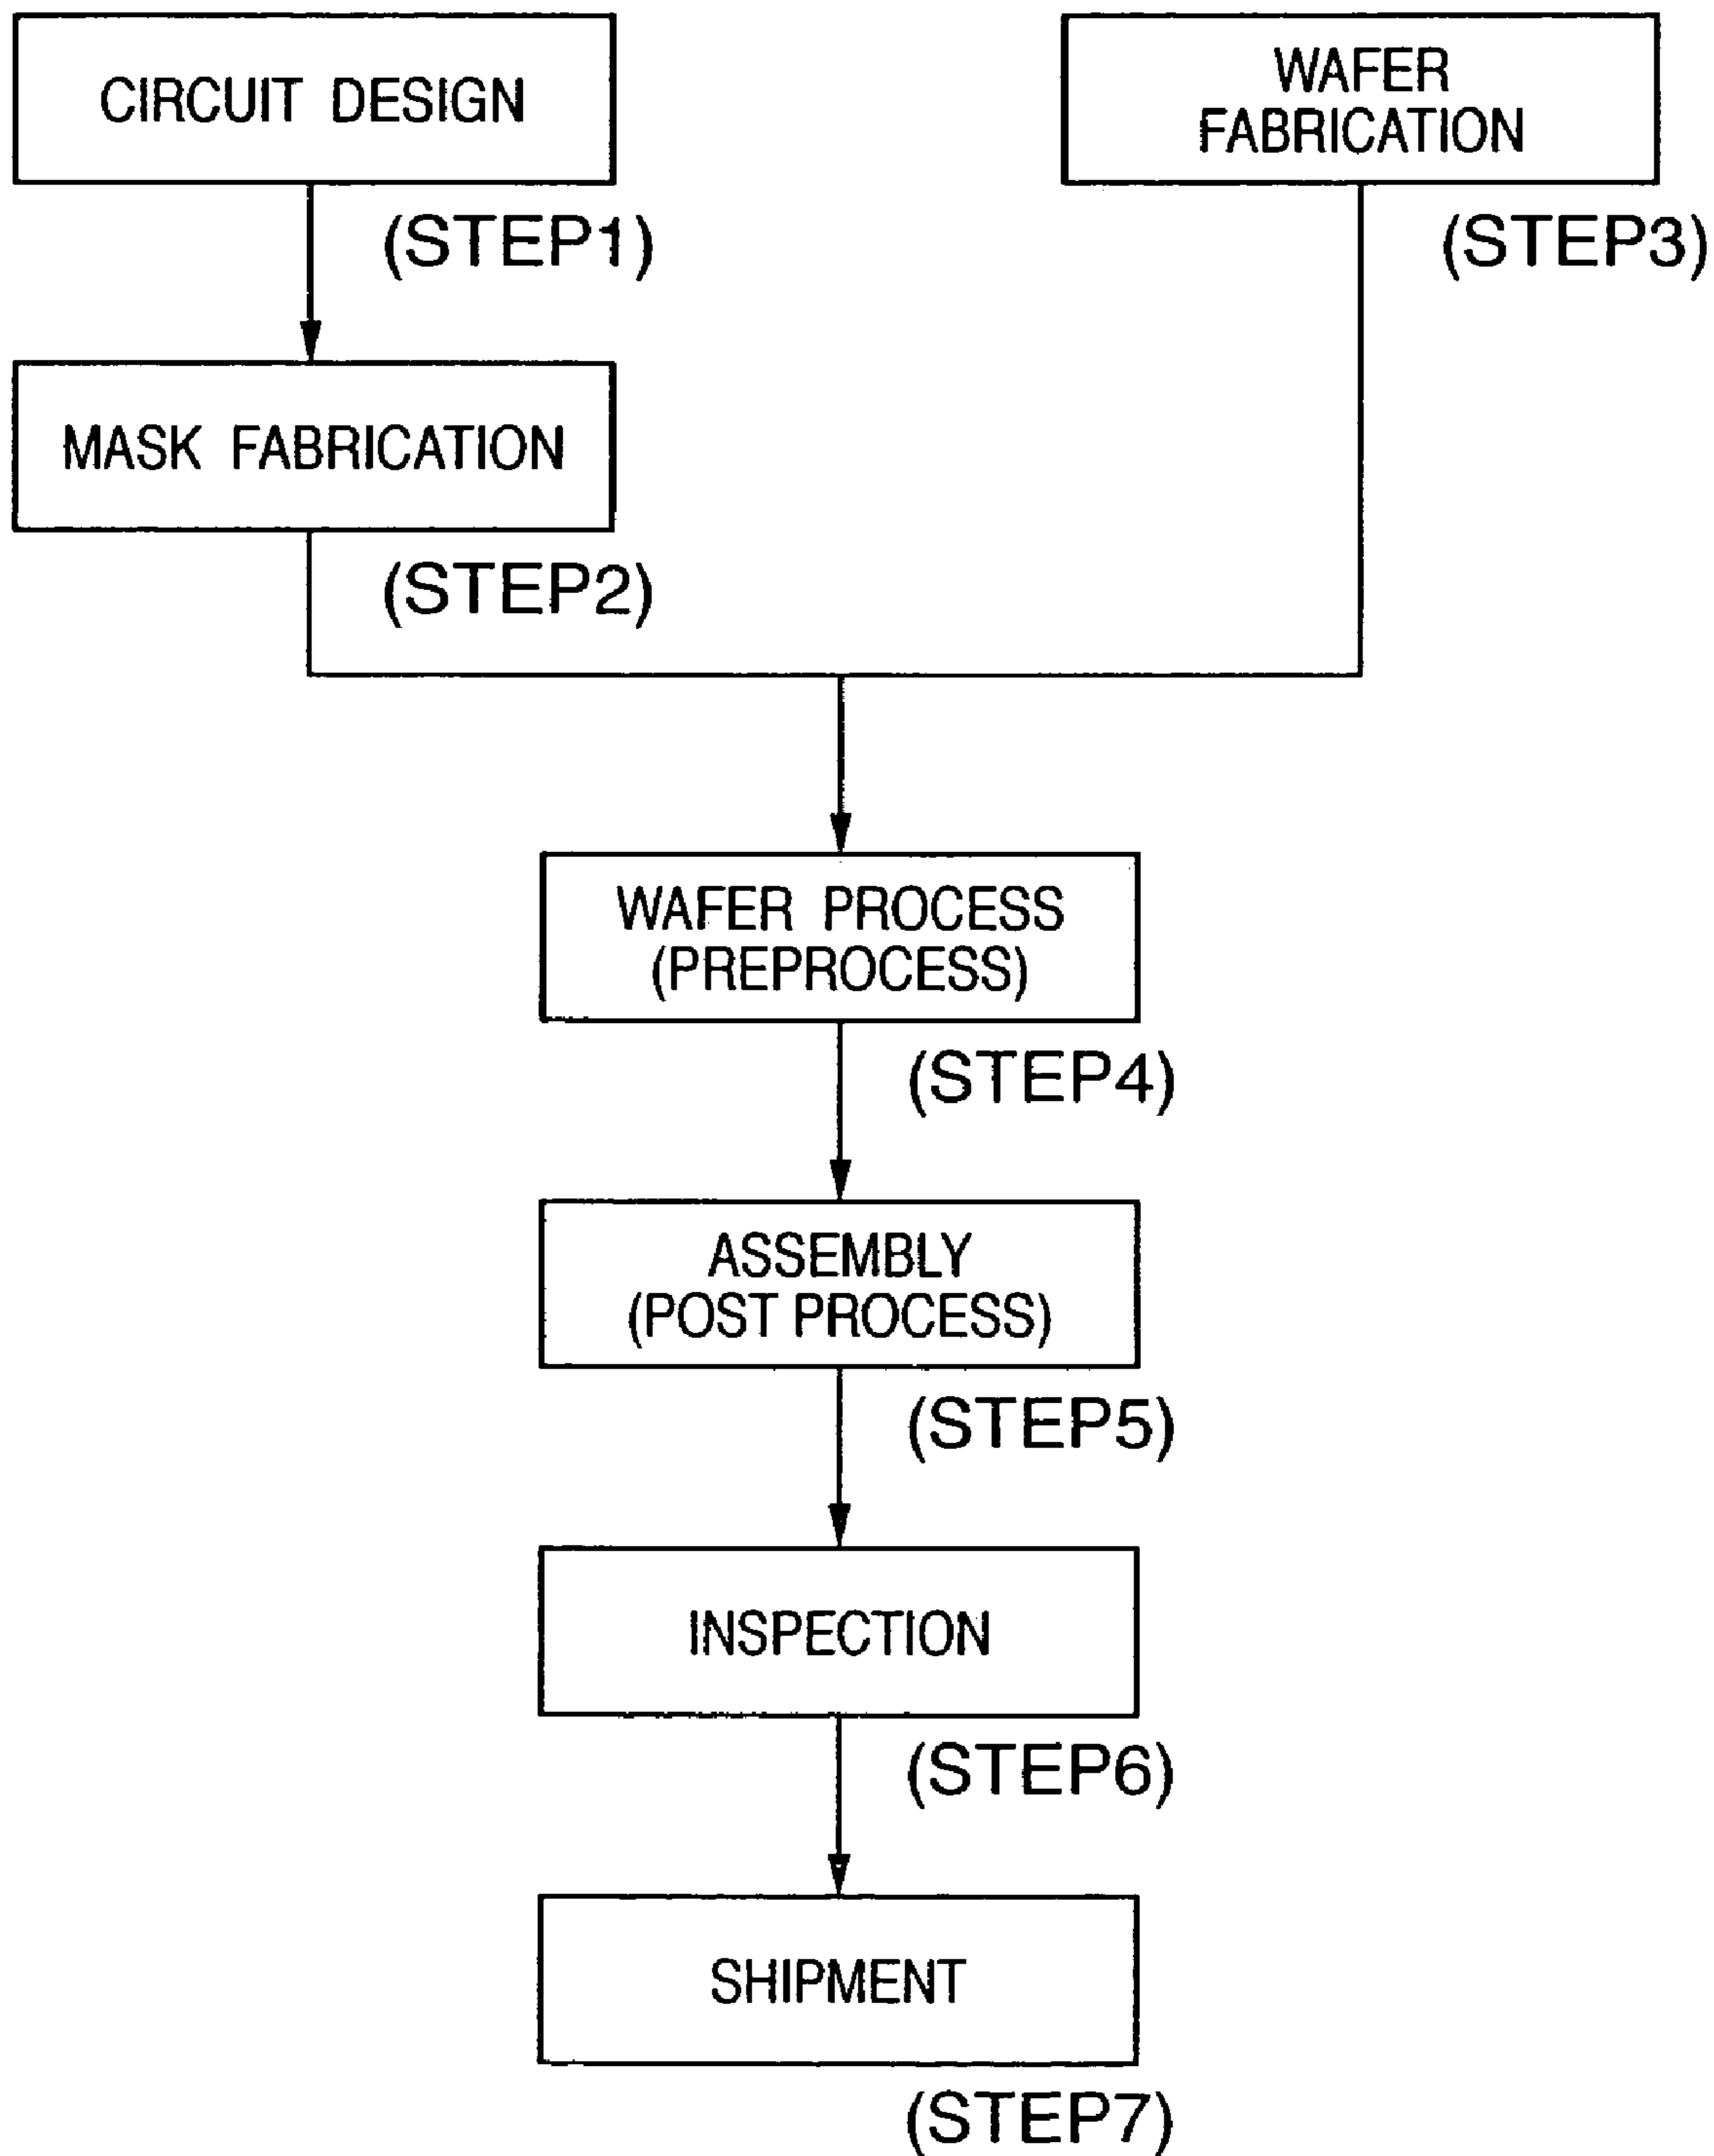 CIRCUIT DESIGN
(STEP1)
MASK FABRICATION
(STEP2)
WAFER
FABRICATION
(STEP3)
WAFER PROCESS
(PREPROCESS)
(STEP4)
ASSEMBLY
(POST PROCESS)
(STEP5)
INSPECTION
(STEP6)
SHIPMENT
(STEP7)